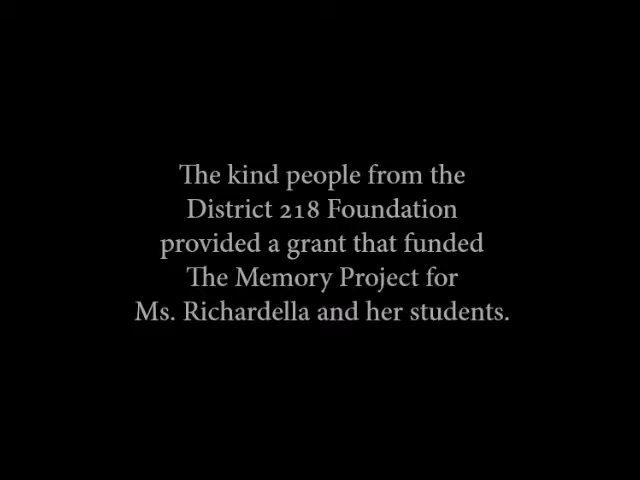 The kind people from the
District 218 Foundation
provided a grant that funded
The Memory Project for
Ms. Richardella and her students.